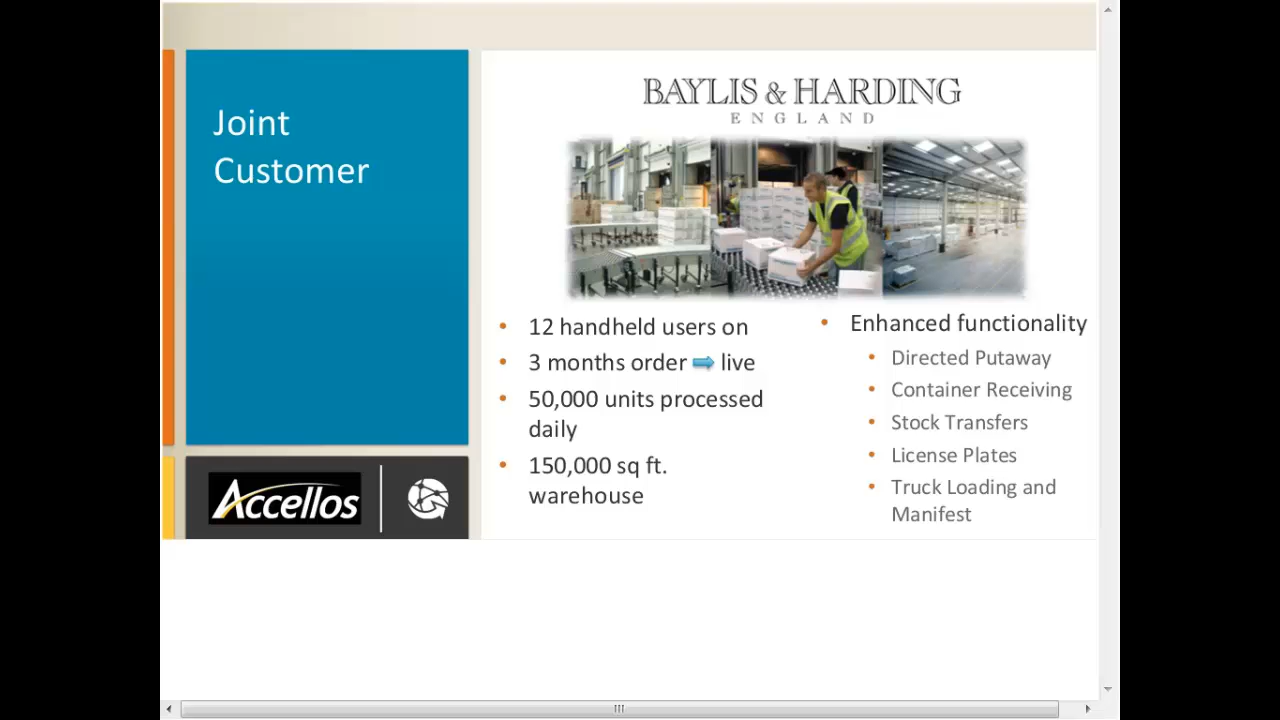 Joint
Customer
BAYLIS & HARDING
ENGLAND
12 handheld users on
3 months order live
50,000 units processed
daily
150,000 sq ft.
warehouse
Enhanced functionality
Directed Putaway
Container Receiving
Stock Transfers
License Plates
Truck Loading and
Manifest
Accellos